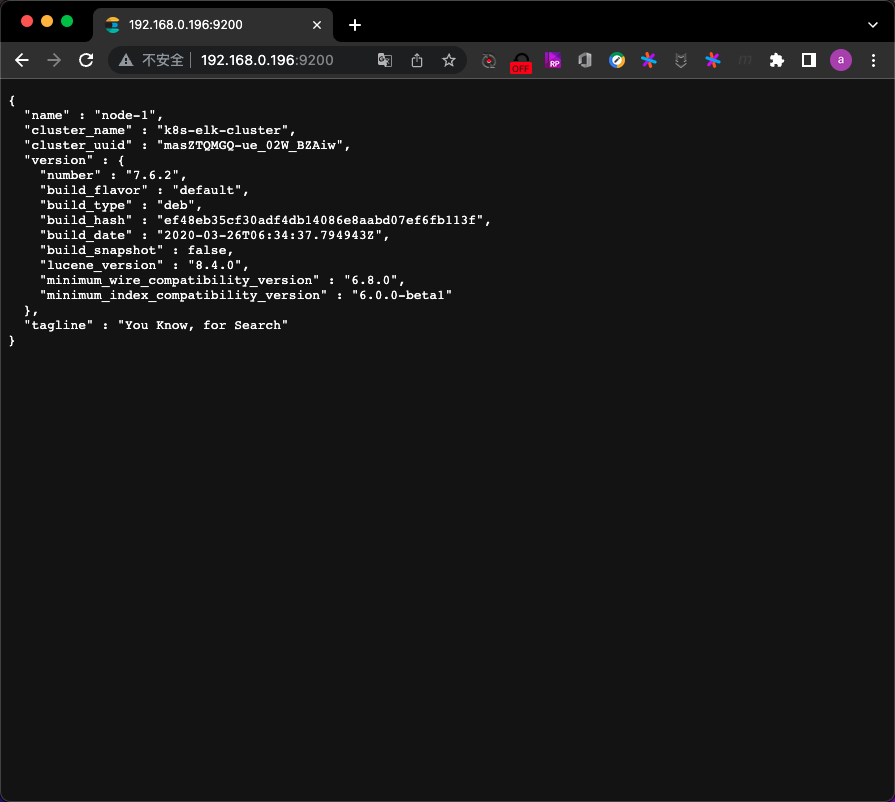 192.168.0.196:9200
不安全
192.168.0.196:9200
OFF
RP
m
a
{
"name" : "node-1",
"cluster_name" : "k8s-elk-cluster",
"cluster_uuid" : "masZTQMGQ-ue_02W_BZAiw",
"version" : {
"number" : "7.6.2",
"build_flavor" : "default",
"build_type" : "deb",
"build_hash" : "ef48eb35cf30adf4db14086e8aabd07ef6fb113f",
"build_date" : "2020-03-26T06:34:37.794943Z",
"build_snapshot" : false,
"lucene_version" : "8.4.0",
"minimum_wire_compatibility_version" : "6.8.0",
"minimum_index_compatibility_version" : "6.0.0-beta1"
},
"tagline" : "You Know, for Search"
}